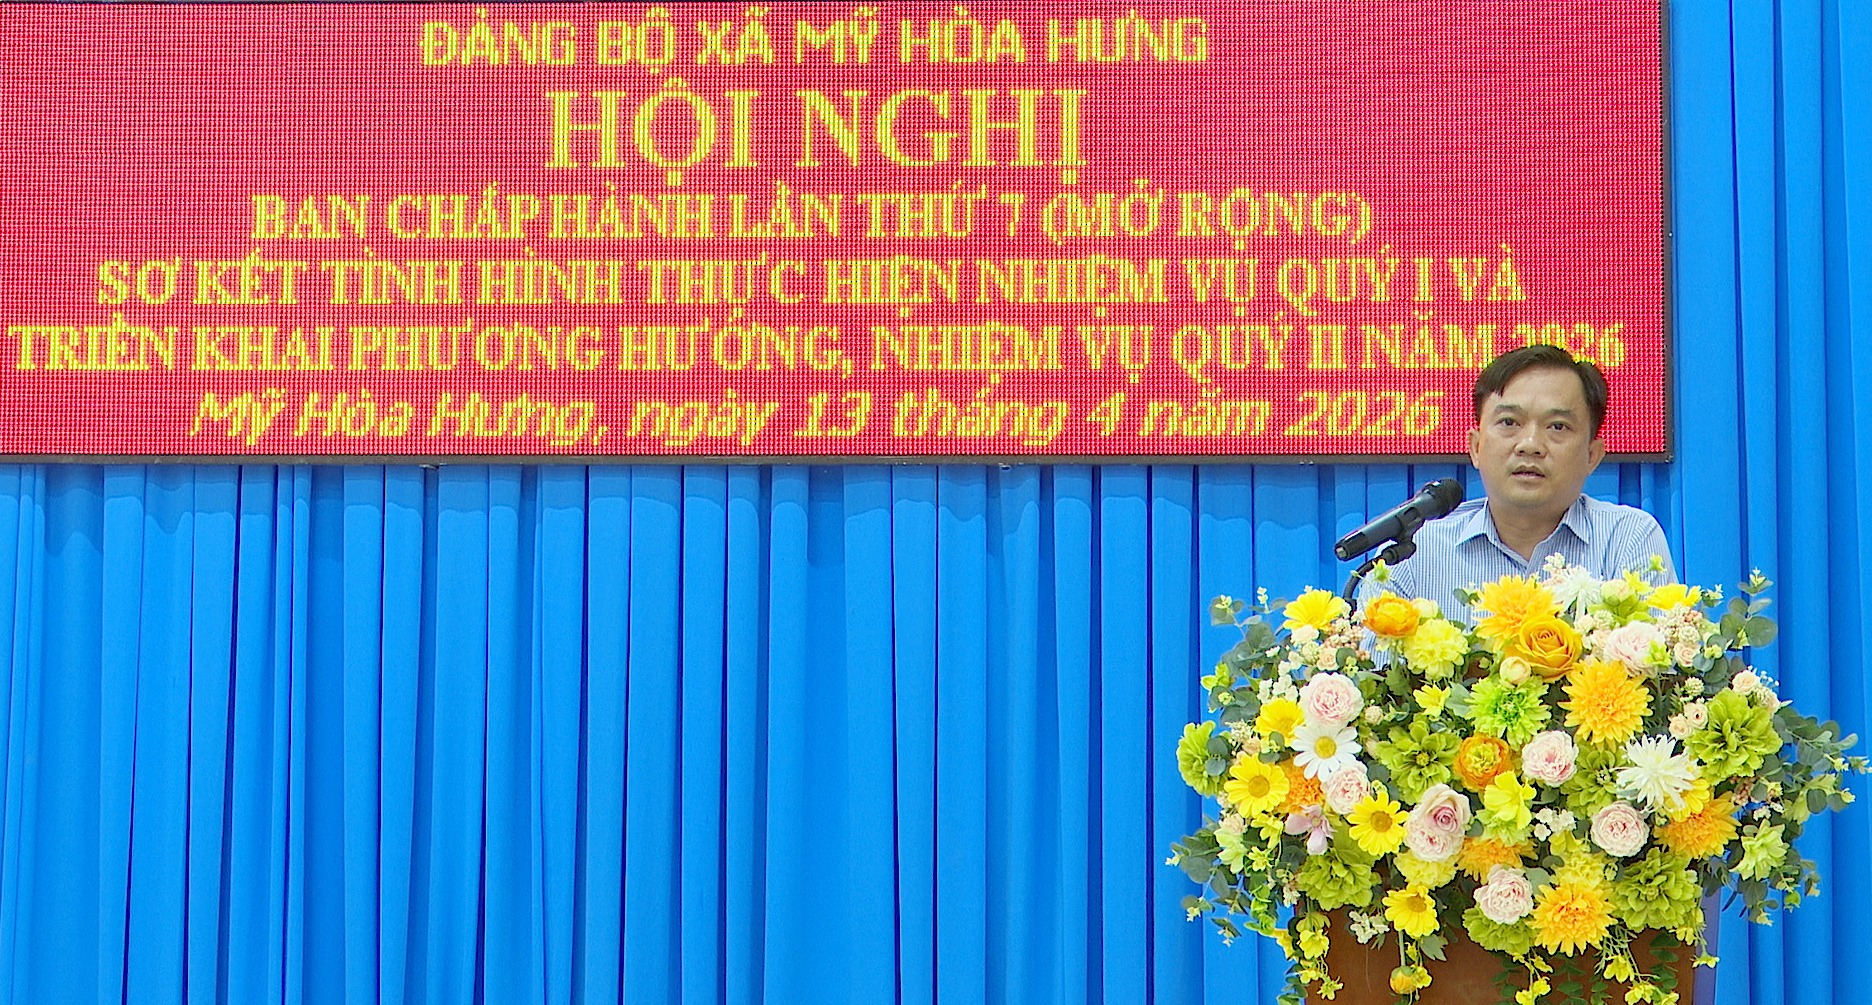 ĐẢNG BỘ XÃ MỸ HÒA HƯNG
HỘI NGHỊ
BAN CHẤP HÀNH LẦN THỨ 7 (MỞ RỘNG)
SƠ KẾT TÌNH HÌNH THỰC HIỆN NHIỆM VỤ QUÝ I VÀ
TRIỂN KHAI PHƯƠNG HƯỚNG, NHIỆM VỤ QUÝ II NĂM 2026
Mỹ Hòa Hưng, ngày 13 tháng 4 năm 2026